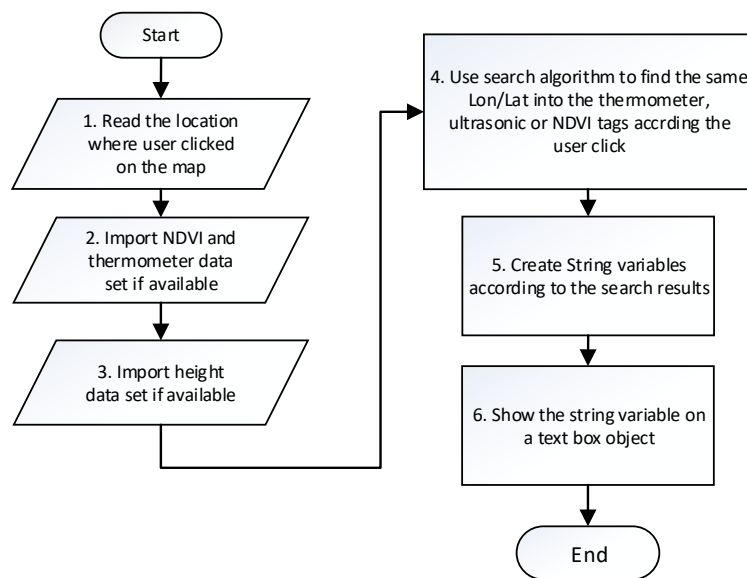 Start
1. Read the location
where user clicked
on the map
2. Import NDVI and
thermometer data
set if available
3. Import height
data set if available
4. Use search algorithm to find the same
Lon/Lat into the thermometer,
ultrasonic or NDVI tags accrding the
user click
5. Create String variables
according to the search results
6. Show the string variable on
a text box object
End